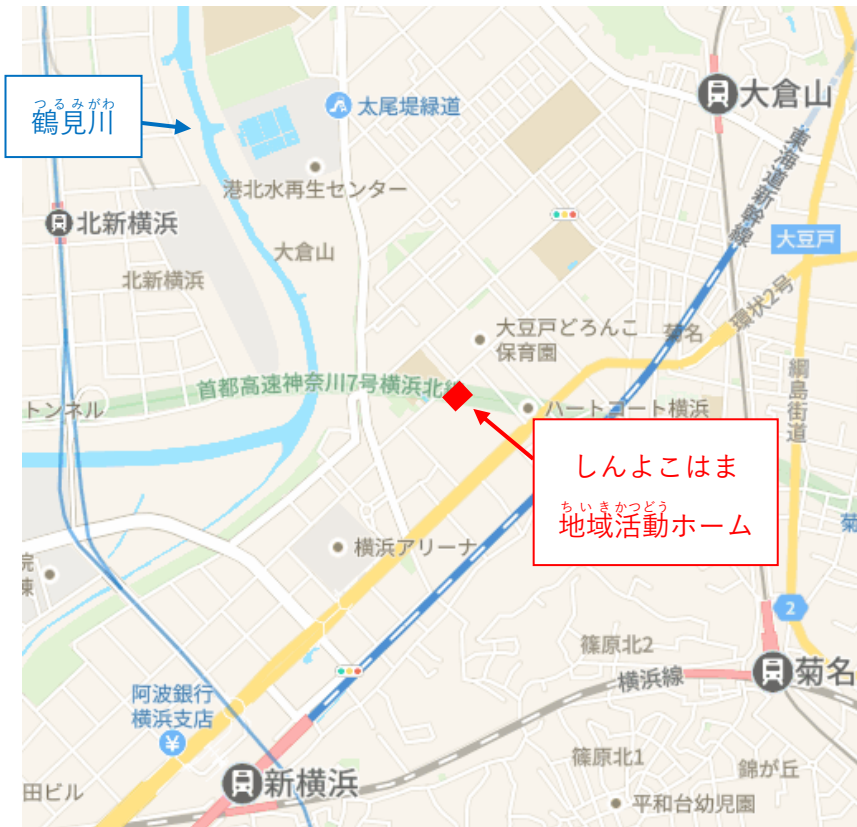 つるみがわ
鶴見川
太尾堤緑道
大倉山
港北水再生センター
東海道新幹線
北新横浜
大倉山
大豆戸
北新横浜
環状2号
大豆戸どろんこ
保育園
菊名
首都高速神奈川7号横浜北線
トンネル
ハートコート横浜
綱島街道
しんよこはま
ちいきかつどう
地域活動ホーム
菊
横浜アリーナ
院
棟
2
篠原北2
横浜線
菊名
阿波銀行
横浜支店
¥
新横浜
篠原北1
錦が丘
田ビル
平和台幼児園